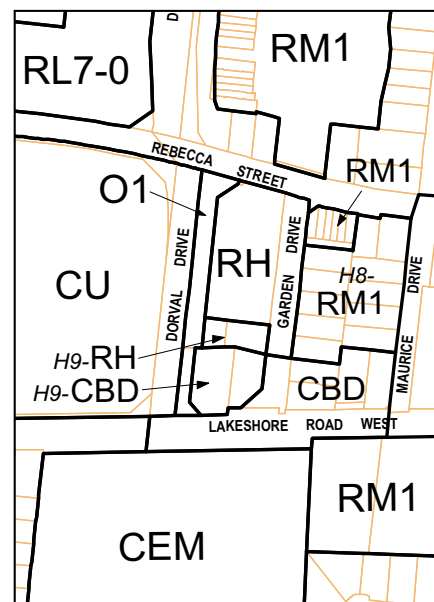 D
RL7-0
RM1
REBECCA STREET
RM1
O1
DORVAL DRIVE
RH
GARDEN DRIVE
H8-
RM1
MAURICE DRIVE
CU
H9-RH
H9-CBD
CBD
LAKESHORE ROAD WEST
RM1
CEM